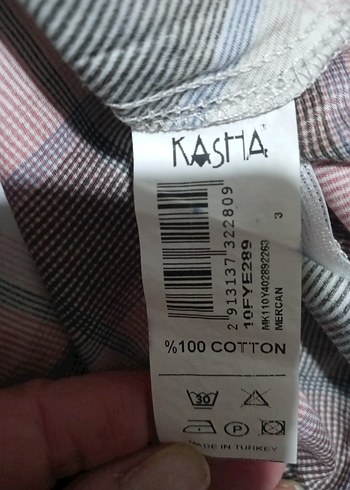 KASHA
2 913137 322809
10FYE289
MK110Y402892263
MERCAN
3
%100 COTTON
30
P
MADE IN TURKEY